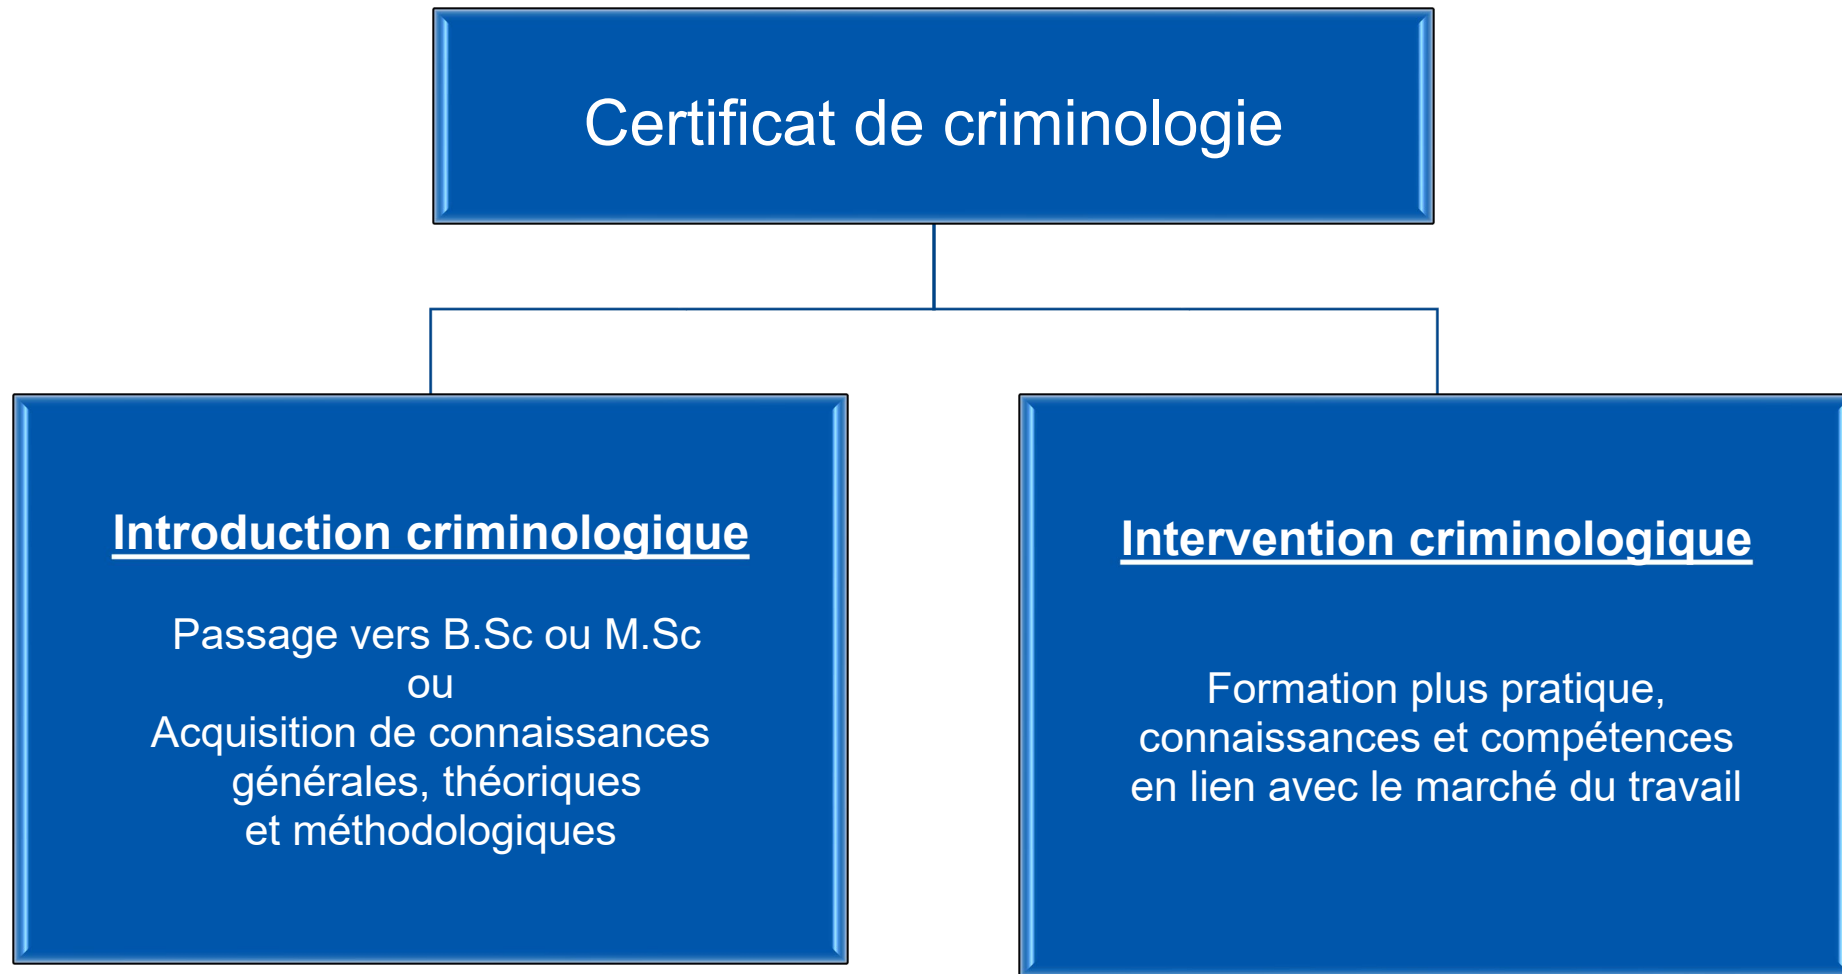 Certificat de criminologie
Introduction criminologique
Passage vers B.Sc ou M.Sc
ou
Acquisition de connaissances
générales, théoriques
et méthodologiques
Intervention criminologique
Formation plus pratique,
connaissances et compétences
en lien avec le marché du travail